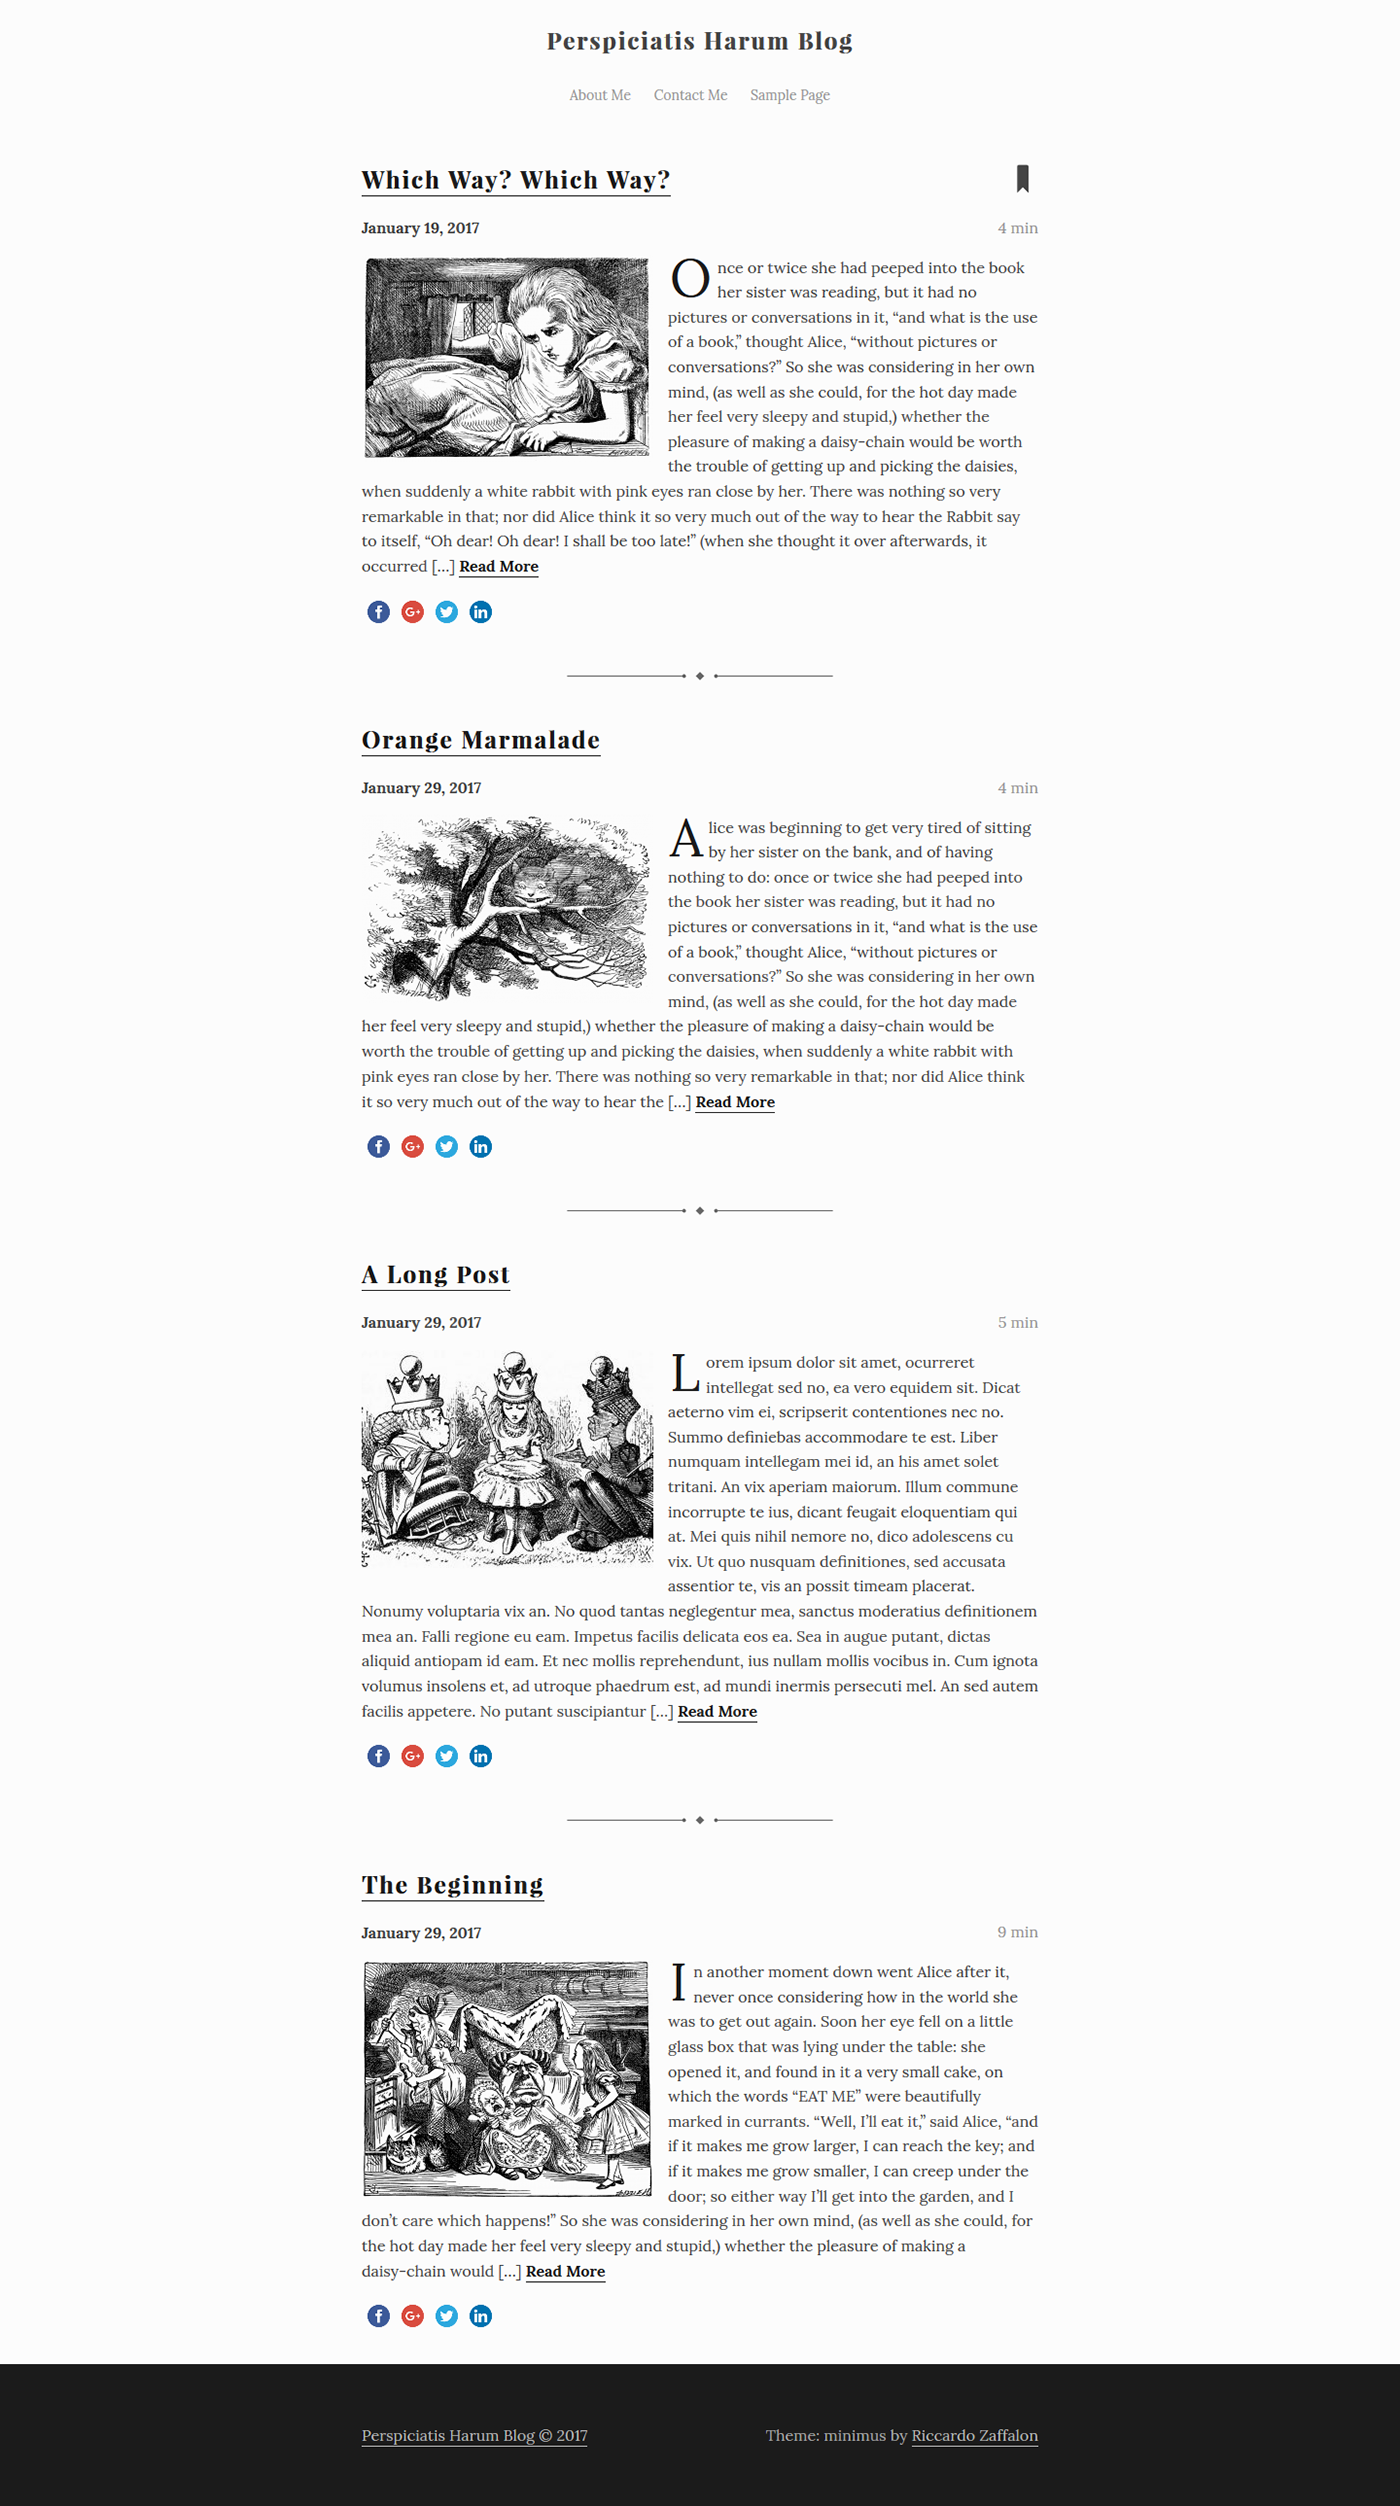 Perspiciatis Harum Blog
About Me Contact Me Sample Page
Which Way? Which Way?
January 19, 2017 4 min
Once or twice she had peeped into the book
her sister was reading, but it had no
pictures or conversations in it, “and what is the use
of a book,” thought Alice, “without pictures or
conversations?” So she was considering in her own
mind, (as well as she could, for the hot day made
her feel very sleepy and stupid,) whether the
pleasure of making a daisy-chain would be worth
the trouble of getting up and picking the daisies,
when suddenly a white rabbit with pink eyes ran close by her. There was nothing so very
remarkable in that; nor did Alice think it so very much out of the way to hear the Rabbit say
to itself, “Oh dear! Oh dear! I shall be too late!” (when she thought it over afterwards, it
occurred […] Read More
Orange Marmalade
January 29, 2017 4 min
Alice was beginning to get very tired of sitting
by her sister on the bank, and of having
nothing to do: once or twice she had peeped into
the book her sister was reading, but it had no
pictures or conversations in it, “and what is the use
of a book,” thought Alice, “without pictures or
conversations?” So she was considering in her own
mind, (as well as she could, for the hot day made
her feel very sleepy and stupid,) whether the pleasure of making a daisy-chain would be
worth the trouble of getting up and picking the daisies, when suddenly a white rabbit with
pink eyes ran close by her. There was nothing so very remarkable in that; nor did Alice think
it so very much out of the way to hear the […] Read More
A Long Post
January 29, 2017 5 min
Lorem ipsum dolor sit amet, ocurreret
intellegat sed no, ea vero equidem sit. Dicat
aeterno vim ei, scripserit contentiones nec no.
Summo definiebas accommodare te est. Liber
numquam intellegam mei id, an his amet solet
tritani. An vix aperiam maiorum. Illum commune
incorrupte te ius, dicant feugait eloquentiam qui
at. Mei quis nihil nemore no, dico adolescens cu
vix. Ut quo nusquam definitiones, sed accusata
assentior te, vis an possit timeam placerat.
Nonumy voluptaria vix an. No quod tantas neglegentur mea, sanctus moderatius definitionem
mea an. Falli regione eu eam. Impetus facilis delicata eos ea. Sea in augue putant, dictas
aliquid antiopam id eam. Et nec mollis reprehendunt, ius nullam mollis vocibus in. Cum ignota
volumus insolens et, ad utroque phaedrum est, ad mundi inermis persecuti mel. An sed autem
facilis appetere. No putant suscipiantur […] Read More
The Beginning
January 29, 2017 9 min
In another moment down went Alice after it,
never once considering how in the world she
was to get out again. Soon her eye fell on a little
glass box that was lying under the table: she
opened it, and found in it a very small cake, on
which the words “EAT ME” were beautifully
marked in currants. “Well, I’ll eat it,” said Alice, “and
if it makes me grow larger, I can reach the key; and
if it makes me grow smaller, I can creep under the
door; so either way I’ll get into the garden, and I
don’t care which happens!” So she was considering in her own mind, (as well as she could, for
the hot day made her feel very sleepy and stupid,) whether the pleasure of making a
daisy-chain would […] Read More
Perspiciatis Harum Blog © 2017 Theme: minimus by Riccardo Zaffalon